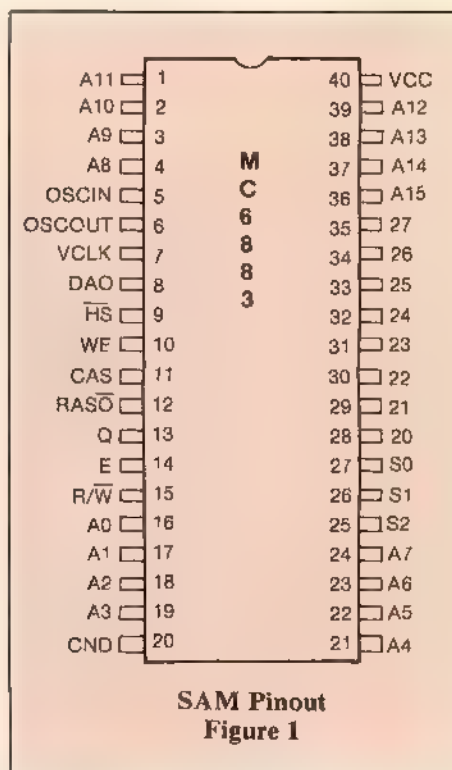 A11 1 40 VCC
A10 2 39 A12
A9 3 38 A13
A8 4 37 A14
OSCIN 5 36 A15
OSCOUT 6 35 27
VCLK 7 34 26
DAO 8 33 25
HS 9 32 24
WE 10 31 23
CAS 11 30 22
RASO 12 29 21
Q 13 28 20
E 14 27 S0
R/W 15 26 S1
A0 16 25 S2
A1 17 24 A7
A2 18 23 A6
A3 19 22 A5
CND 20 21 A4
M
C
6
8
8
3
SAM Pinout
Figure 1